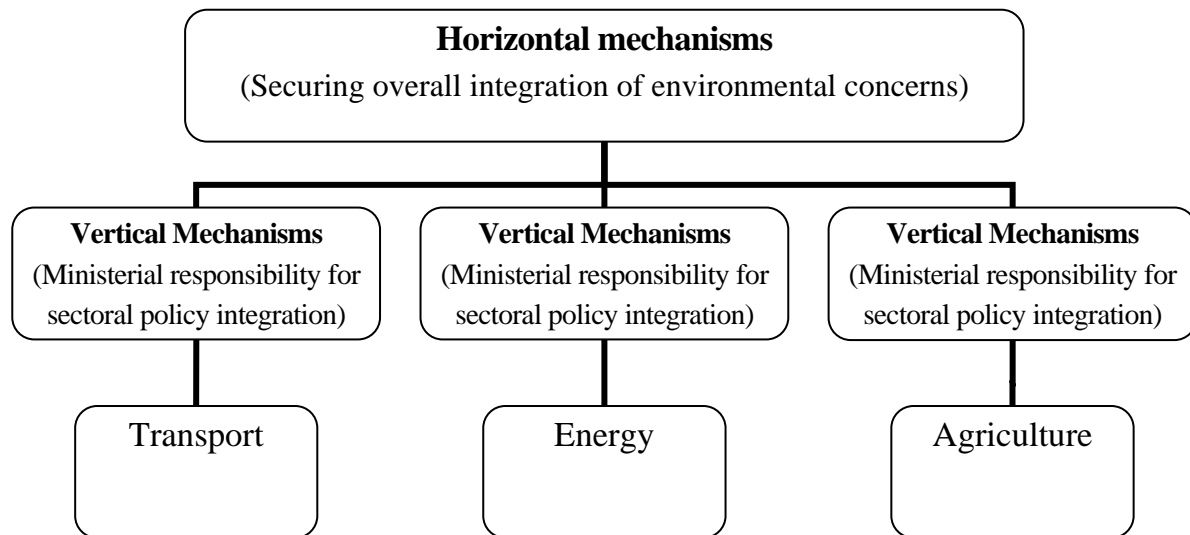 Horizontal mechanisms
(Securing overall integration of environmental concerns)
Vertical Mechanisms
(Ministerial responsibility for
sectoral policy integration)
Vertical Mechanisms
(Ministerial responsibility for
sectoral policy integration)
Vertical Mechanisms
(Ministerial responsibility for
sectoral policy integration)
Transport
Energy
Agriculture